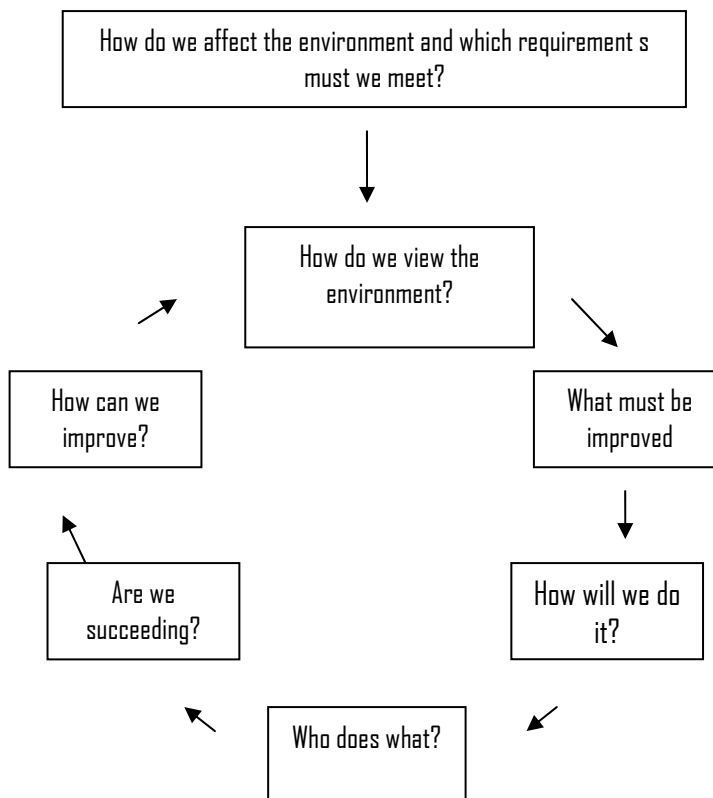 How do we affect the environment and which requirement s
must we meet?
How do we view the
environment?
How can we
improve?
What must be
improved
Are we
succeeding?
How will we do
it?
Who does what?